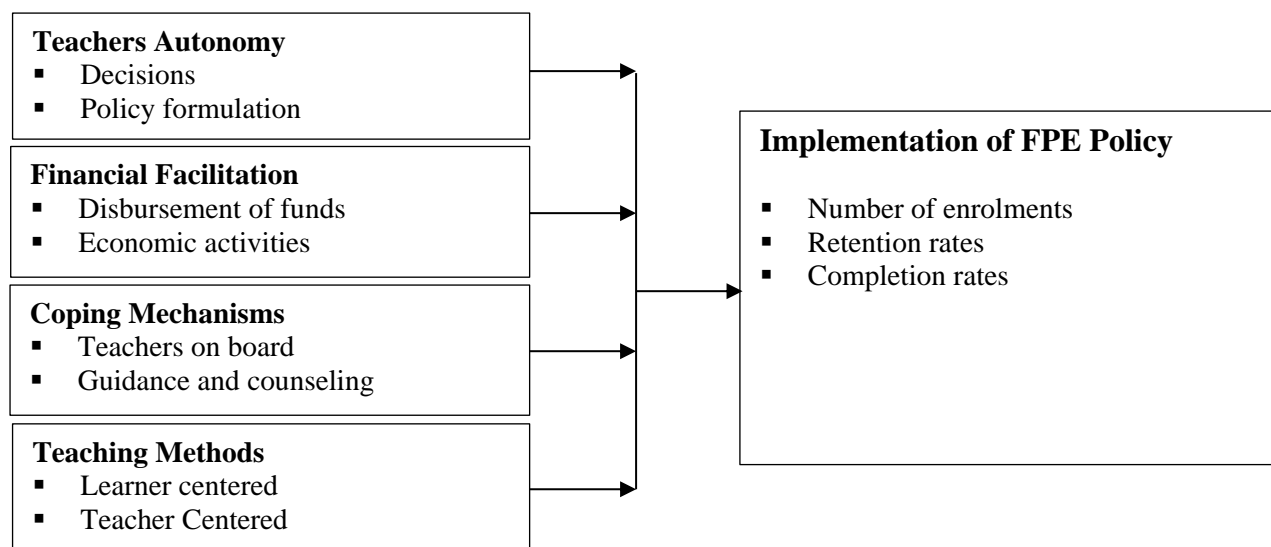 Teachers Autonomy
▪ Decisions
▪ Policy formulation
Financial Facilitation
▪ Disbursement of funds
▪ Economic activities
Coping Mechanisms
▪ Teachers on board
▪ Guidance and counseling
Teaching Methods
▪ Learner centered
▪ Teacher Centered
Implementation of FPE Policy
▪ Number of enrolments
▪ Retention rates
▪ Completion rates